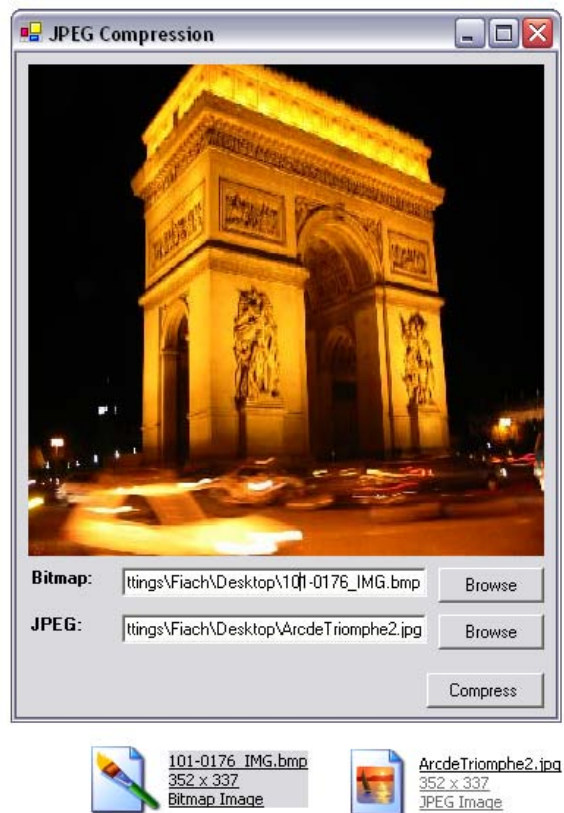 JPEG Compression
Bitmap: ttings\Fiach\Desktop\101-0176_IMG.bmp Browse
JPEG: ttings\Fiach\Desktop\ArcdeTriomphe2.jpg Browse
Compress
101-0176_IMG.bmp
352 x 337
Bitmap Image
ArcdeTriomphe2.jpg
352 x 337
JPEG Image